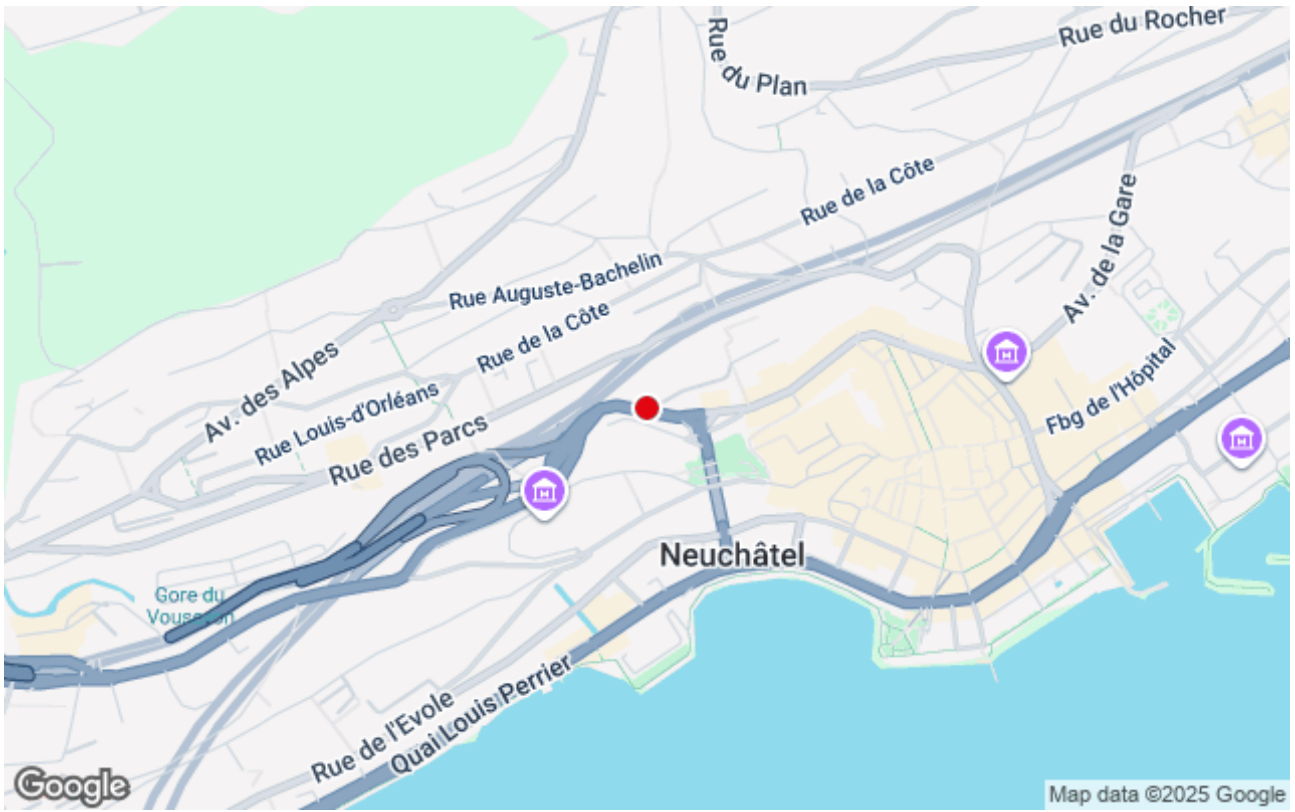 Rue du Rocher
Rue du Plan
Rue de la Côte
Av. de la Gare
Rue Auguste-Bachelin
Rue de la Côte
Av. des Alpes
Rue Louis-d'Orléans
Rue des Parcs
Fbg de l'Hôpital
Neuchâtel
Gore du
Rue de l'Evole
Quai Louis Perrier
Google
Map data ©2025 Google